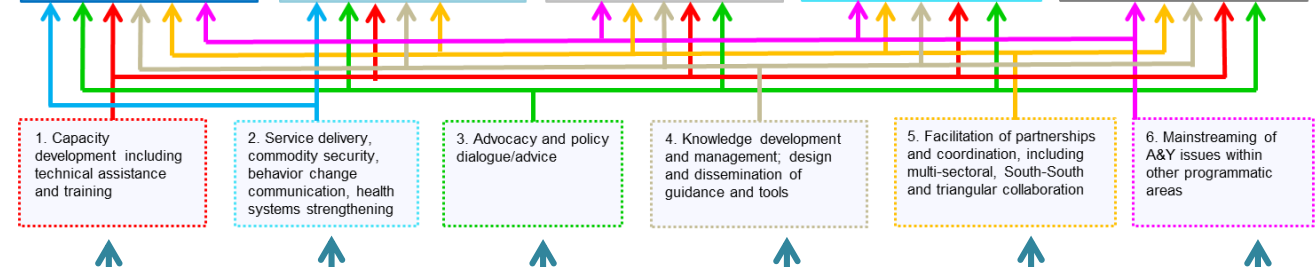 1. Capacity
development including
technical assistance
and training
2. Service delivery,
commodity security,
behavior change
communication, health
systems strengthening
3. Advocacy and policy
dialogue/advice
4. Knowledge development
and management; design
and dissemination of
guidance and tools
5. Facilitation of partnerships
and coordination, including
multi-sectoral, South-South
and triangular collaboration
6. Mainstreaming of
A&Y issues within
other programmatic
areas